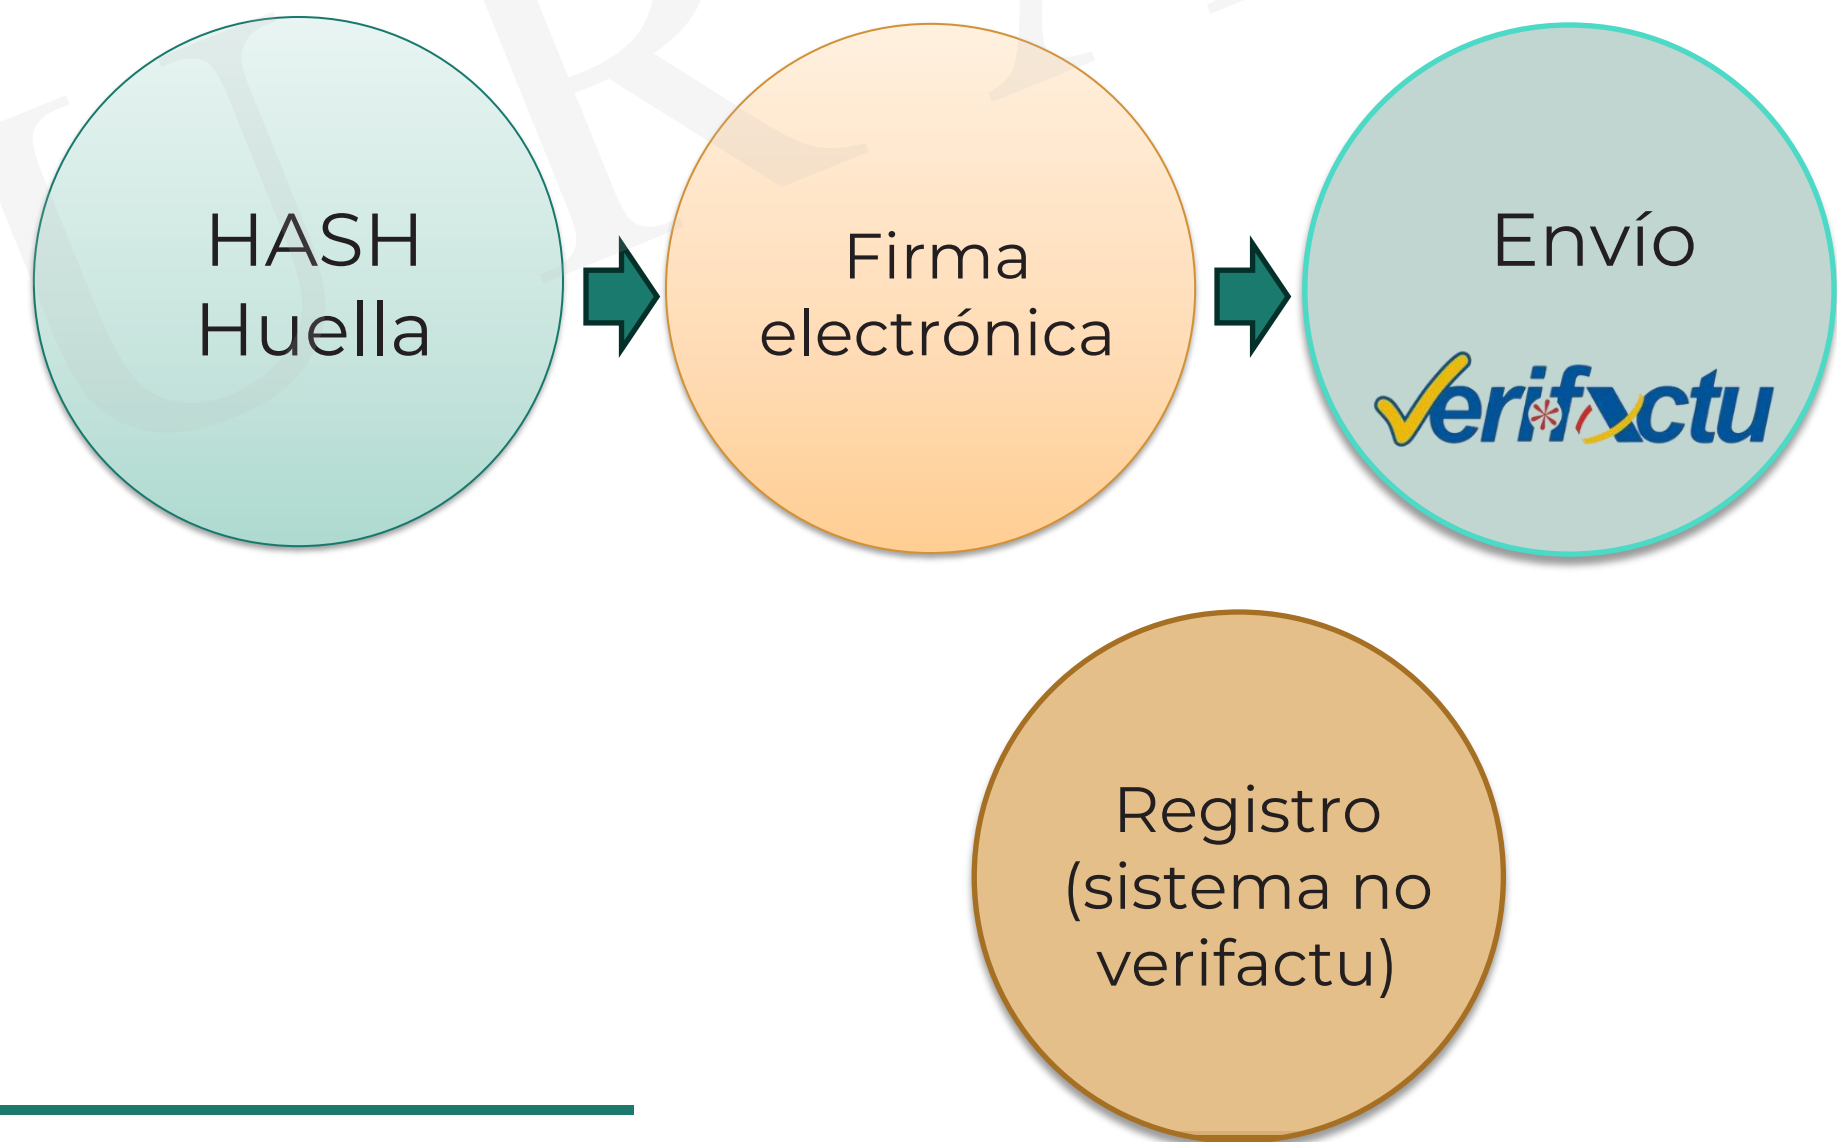 HASH
Huella
Firma
electrónica
Envío
Verifactu
Registro
(sistema no
verifactu)